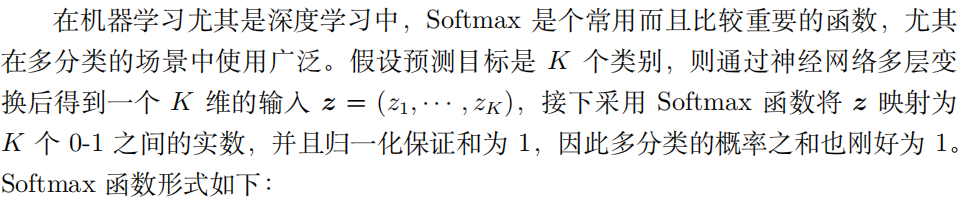 在机器学习尤其是深度学习中，Softmax 是个常用而且比较重要的函数，尤其
在多分类的场景中使用广泛。假设预测目标是 K 个类别，则通过神经网络多层变
换后得到一个 K 维的输入 z = (z₁, ⋯ , z_K)，接下采用 Softmax 函数将 z 映射为
K 个 0-1 之间的实数，并且归一化保证和为 1，因此多分类的概率之和也刚好为 1。
Softmax 函数形式如下：